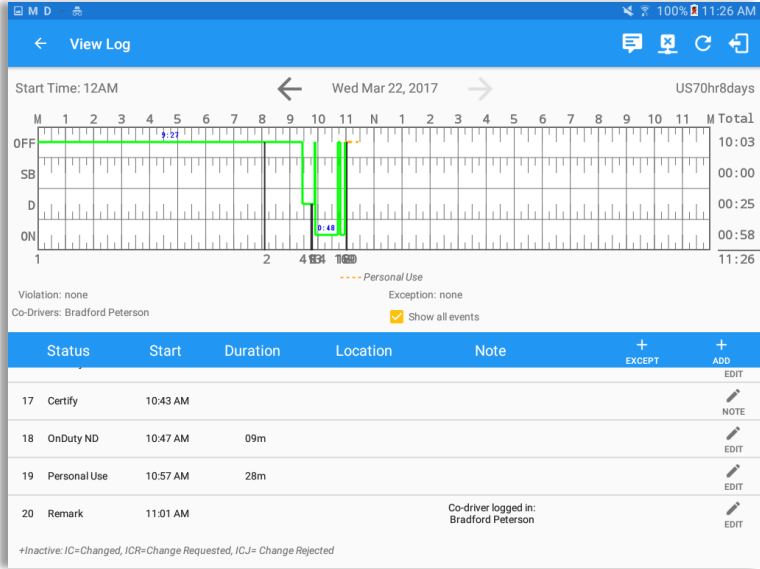 M D 100% 11:26 AM
View Log
Start Time: 12AM Wed Mar 22, 2017 US70hr8days
M 1 2 3 4 5 6 7 8 9 10 11 N 1 2 3 4 5 6 7 8 9 10 11 M Total
9:27
OFF 10:03
SB 00:00
D 00:25
0:48
ON 00:58
1 2 11:26
Personal Use
Violation: none Exception: none
Co-Drivers: Bradford Peterson Show all events
Status Start Duration Location Note + EXCEPT + ADD
EDIT
17 Certify 10:43 AM NOTE
18 OnDuty ND 10:47 AM 09m EDIT
19 Personal Use 10:57 AM 28m EDIT
20 Remark 11:01 AM Co-driver logged in:
Bradford Peterson EDIT
+Inactive: IC=Changed, ICR=Change Requested, ICJ= Change Rejected